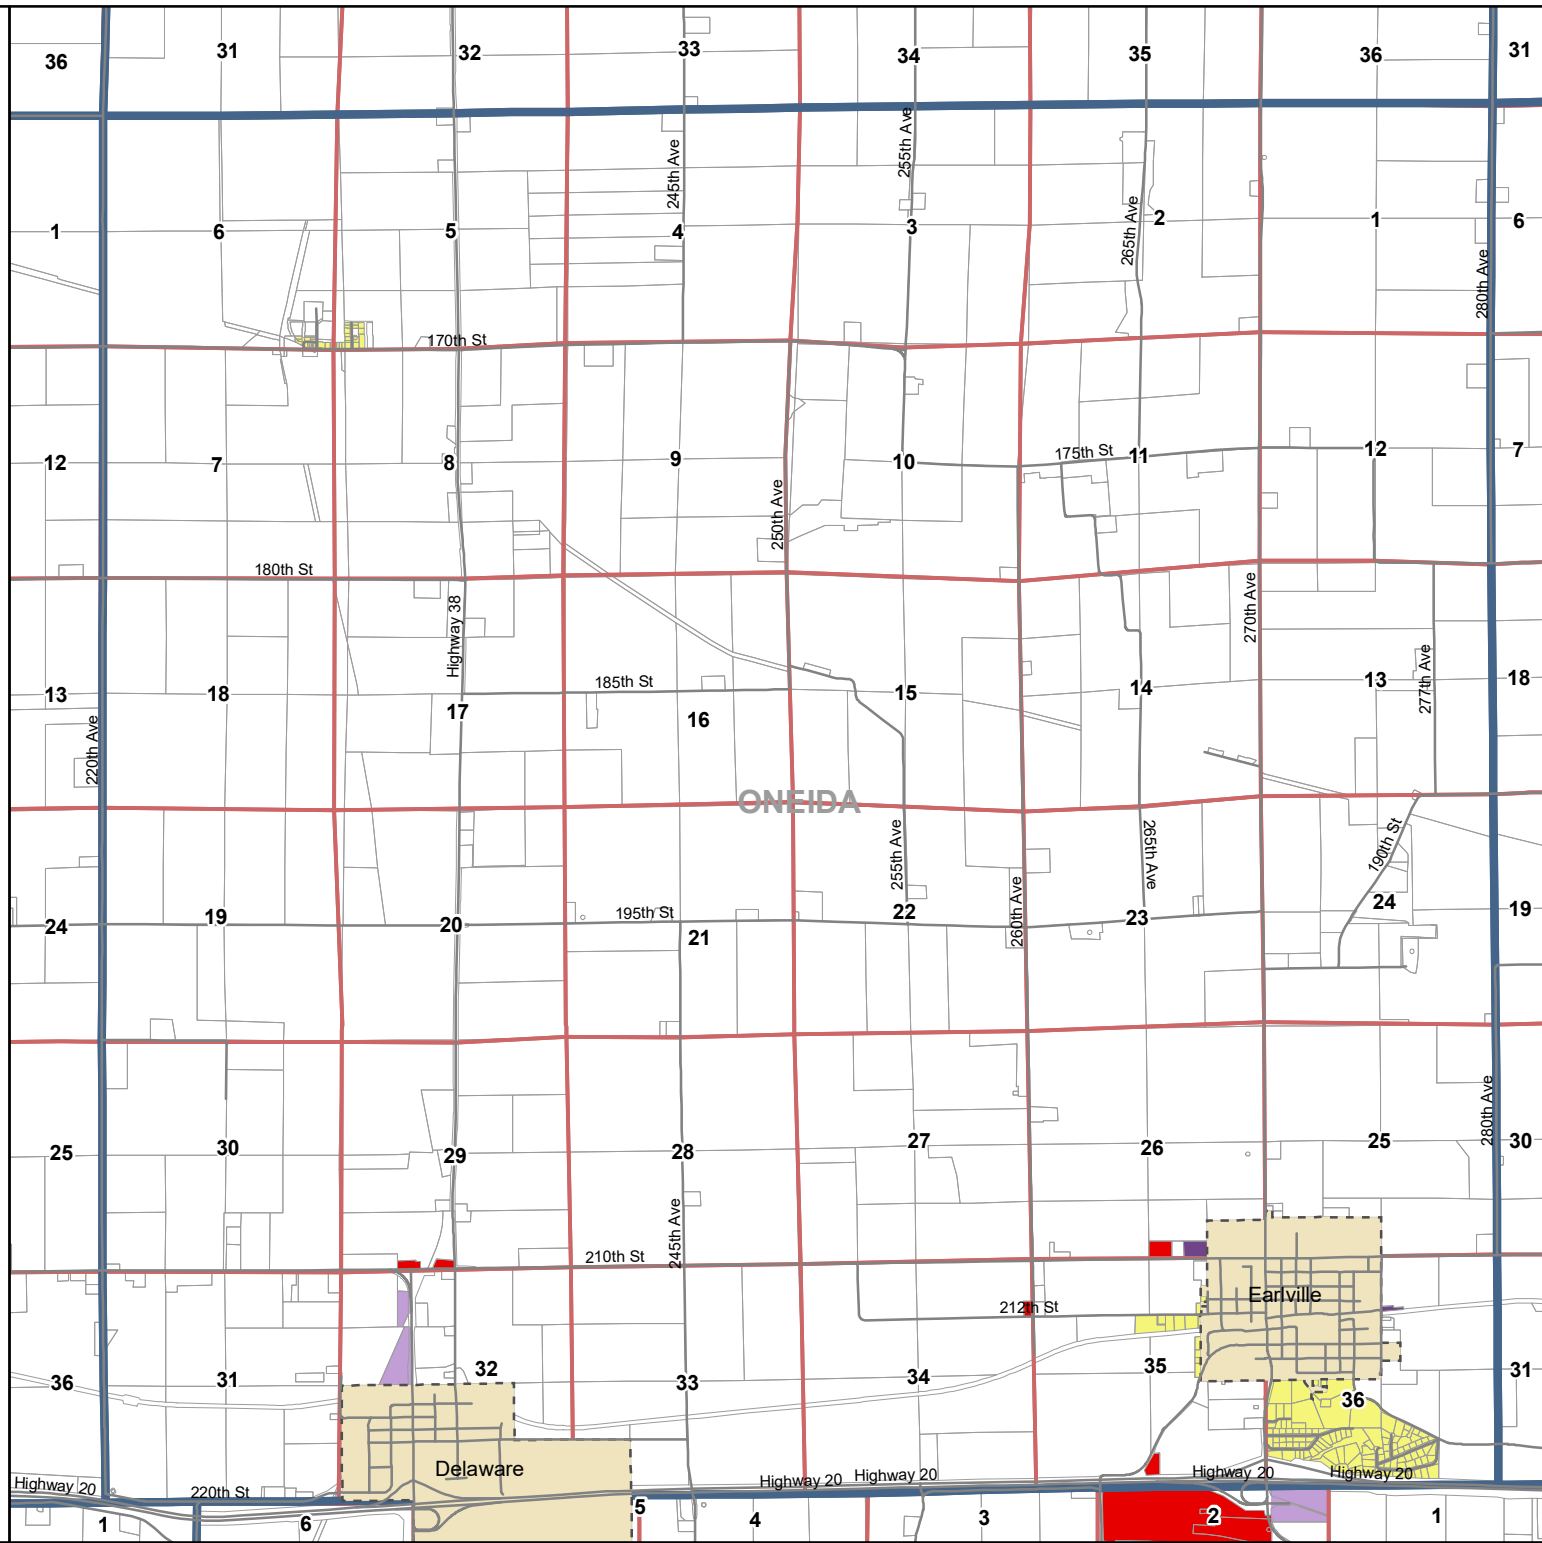 36 31 32 33 34 35 36 31
245th Ave
255th Ave
265th Ave
280th Ave
1 6 5 4 3 2 1 6
170th St
12 7 8 9 10 11 12 7
175th St
250th Ave
180th St
Highway 38
270th Ave
277th Ave
185th St
13 18 17 16 15 14 13 18
220th Ave
ONEIDA
255th Ave
265th Ave
190th St
260th Ave
195th St
24 19 20 21 22 23 24 19
280th Ave
25 30 29 28 27 26 25 30
245th Ave
210th St
212th St
Earlville
36 31 32 33 34 35 36 31
Delaware
Highway 20
220th St
Highway 20
Highway 20
Highway 20
Highway 20
1 6 5 4 3 2 1